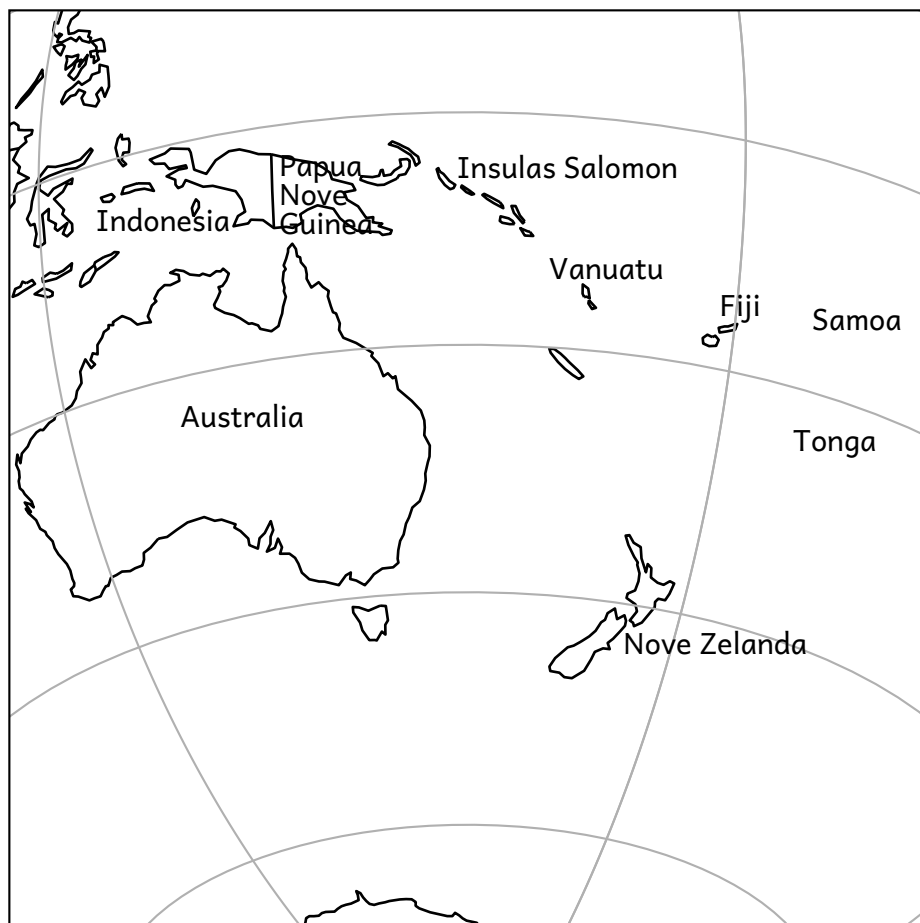 Papua
Nove
Guinea
Insulas Salomon
Indonesia
Vanuatu
Fiji
Samoa
Australia
Tonga
Nove Zelanda